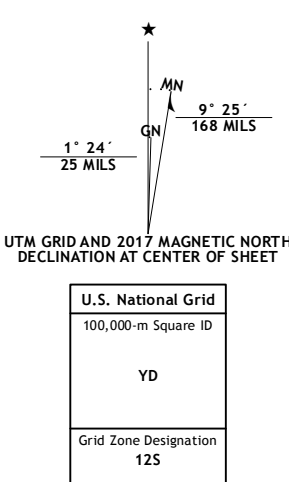 ★
MN
9° 25´
168 MILS
GN
1° 24´
25 MILS
UTM GRID AND 2017 MAGNETIC NORTH
DECLINATION AT CENTER OF SHEET
U.S. National Grid
100,000-m Square ID
YD
Grid Zone Designation
12S